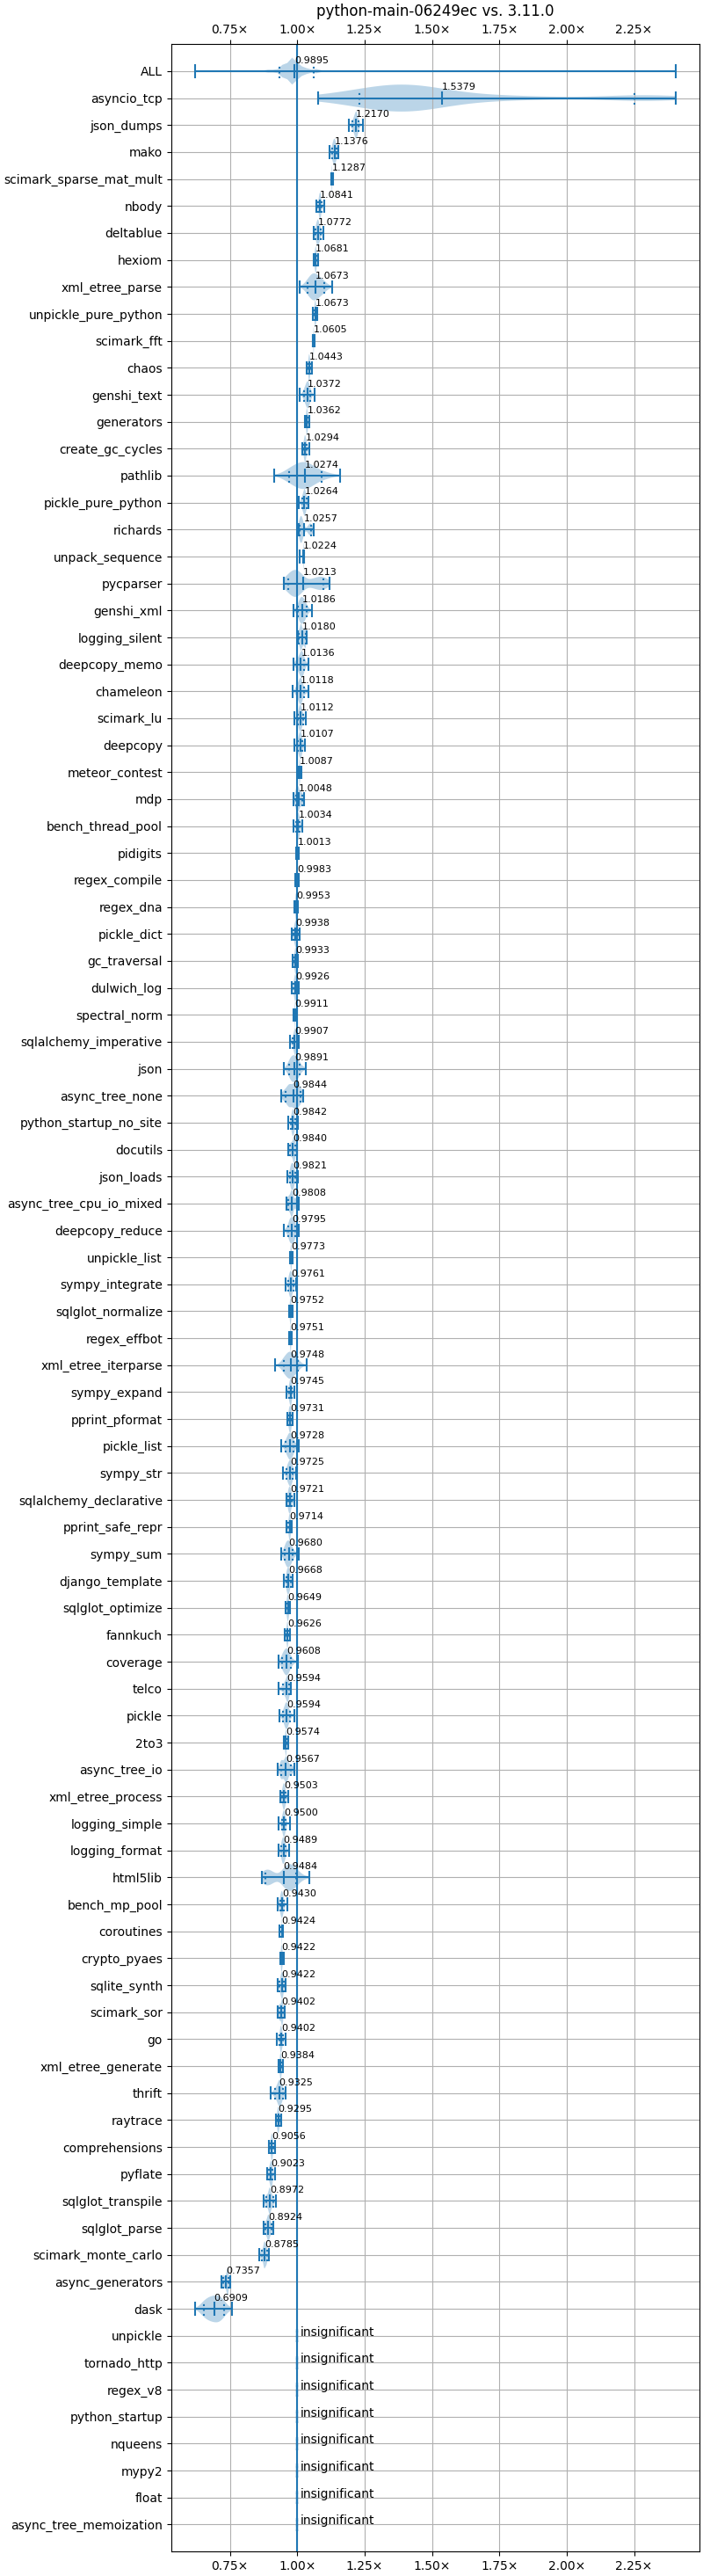 python-main-06249ec vs. 3.11.0
0.75× 1.00× 1.25× 1.50× 1.75× 2.00× 2.25×
ALL 0.9895
asyncio_tcp 1.5379
json_dumps 1.2170
mako 1.1376
scimark_sparse_mat_mult 1.1287
nbody 1.0841
deltablue 1.0772
hexiom 1.0681
xml_etree_parse 1.0673
unpickle_pure_python 1.0673
scimark_fft 1.0605
chaos 1.0443
genshi_text 1.0372
generators 1.0362
create_gc_cycles 1.0294
pathlib 1.0274
pickle_pure_python 1.0264
richards 1.0257
unpack_sequence 1.0224
pycparser 1.0213
genshi_xml 1.0186
logging_silent 1.0180
deepcopy_memo 1.0136
chameleon 1.0118
scimark_lu 1.0112
deepcopy 1.0107
meteor_contest 1.0087
mdp 1.0048
bench_thread_pool 1.0034
pidigits 1.0013
regex_compile 0.9983
regex_dna 0.9953
pickle_dict 0.9938
gc_traversal 0.9933
dulwich_log 0.9926
spectral_norm 0.9911
sqlalchemy_imperative 0.9907
json 0.9891
async_tree_none 0.9844
python_startup_no_site 0.9842
docutils 0.9840
json_loads 0.9821
async_tree_cpu_io_mixed 0.9808
deepcopy_reduce 0.9795
unpickle_list 0.9773
sympy_integrate 0.9761
sqlglot_normalize 0.9752
regex_effbot 0.9751
xml_etree_iterparse 0.9748
sympy_expand 0.9745
pprint_pformat 0.9731
pickle_list 0.9728
sympy_str 0.9725
sqlalchemy_declarative 0.9721
pprint_safe_repr 0.9714
sympy_sum 0.9680
django_template 0.9668
sqlglot_optimize 0.9649
fannkuch 0.9626
coverage 0.9608
telco 0.9594
pickle 0.9594
2to3 0.9574
async_tree_io 0.9567
xml_etree_process 0.9503
logging_simple 0.9500
logging_format 0.9489
html5lib 0.9484
bench_mp_pool 0.9430
coroutines 0.9424
crypto_pyaes 0.9422
sqlite_synth 0.9422
scimark_sor 0.9402
go 0.9402
xml_etree_generate 0.9384
thrift 0.9325
raytrace 0.9295
comprehensions 0.9056
pyflate 0.9023
sqlglot_transpile 0.8972
sqlglot_parse 0.8924
scimark_monte_carlo 0.8785
async_generators 0.7357
dask 0.6909
unpickle insignificant
tornado_http insignificant
regex_v8 insignificant
python_startup insignificant
nqueens insignificant
mypy2 insignificant
float insignificant
async_tree_memoization insignificant
0.75× 1.00× 1.25× 1.50× 1.75× 2.00× 2.25×